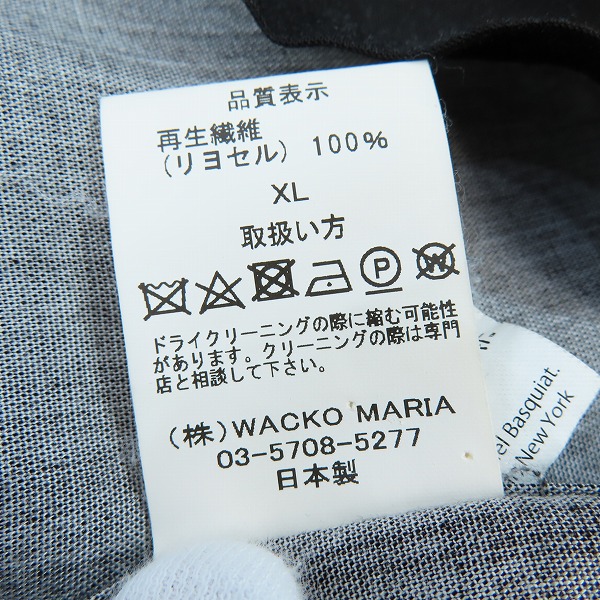 品質表示
再生繊維
(リヨセル) 100%
XL
取扱い方
P
W
ドライクリーニングの際に縮む可能性
があります。クリーニングの際は専門
店と相談して下さい。
(株)WACKO MARIA
03-5708-5277
日本製
el Basquiat.
New York